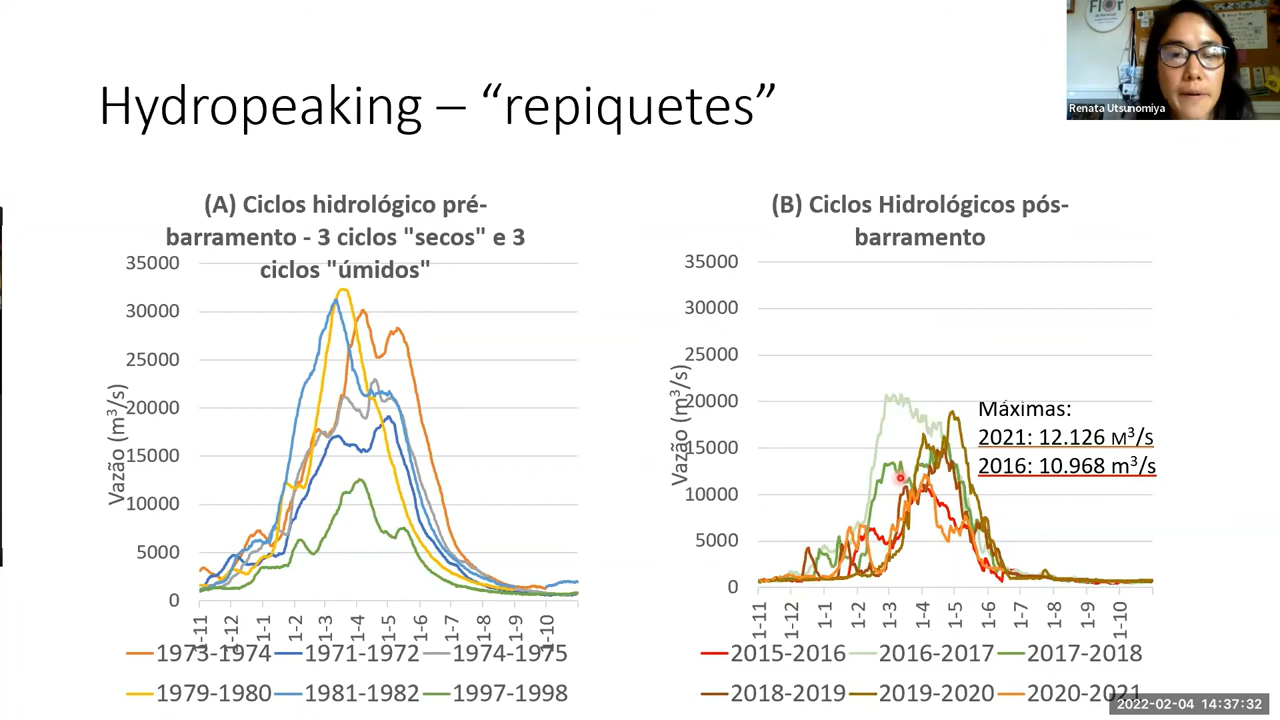 Flor
Renata Utsunomiya
Hydropeaking – “repiquetes”
(A) Ciclos hidrológico pré-
barramento - 3 ciclos "secos" e 3
ciclos "úmidos"
35000
30000
25000
20000
15000
10000
5000
0
Vazão (m³/s)
1-11
1-12
1-1
1-2
1-3
1-4
1-5
1-6
1-7
1-8
1-9
1-10
1973-1974 1971-1972 1974-1975
1979-1980 1981-1982 1997-1998
(B) Ciclos Hidrológicos pós-
barramento
35000
30000
25000
20000
15000
10000
5000
0
Vazão (m³/s)
Máximas:
2021: 12.126 M³/s
2016: 10.968 m³/s
1-11
1-12
1-1
1-2
1-3
1-4
1-5
1-6
1-7
1-8
1-9
1-10
2015-2016 2016-2017 2017-2018
2018-2019 2019-2020 2020-2021
2022-02-04 14:37:32